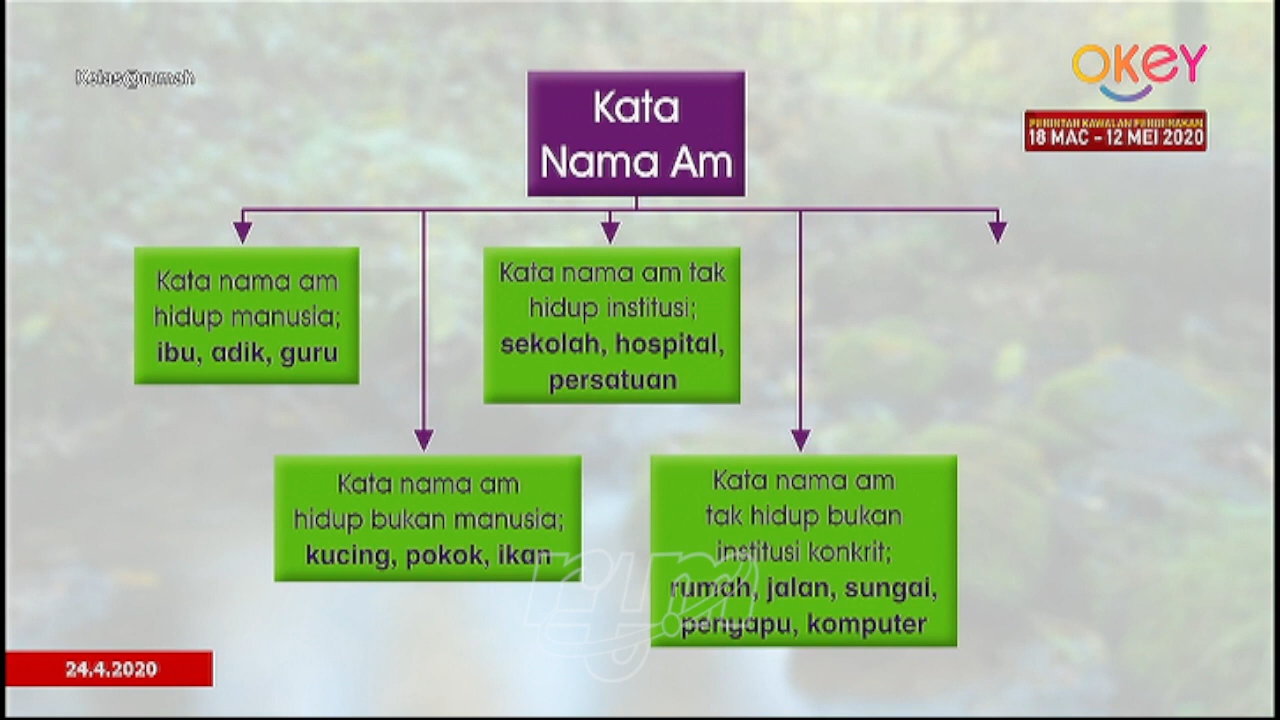 Kelas@rumah
OKEY
PERINTAH KAWALAN PERGERAKAN
18 MAC - 12 MEI 2020
Kata
Nama Am
Kata nama am
hidup manusia;
ibu, adik, guru
Kata nama am tak
hidup institusi;
sekolah, hospital,
persatuan
Kata nama am
hidup bukan manusia;
kucing, pokok, ikan
Kata nama am
tak hidup bukan
institusi konkrit;
rumah, jalan, sungai,
pengapu, komputer
rtm
24.4.2020